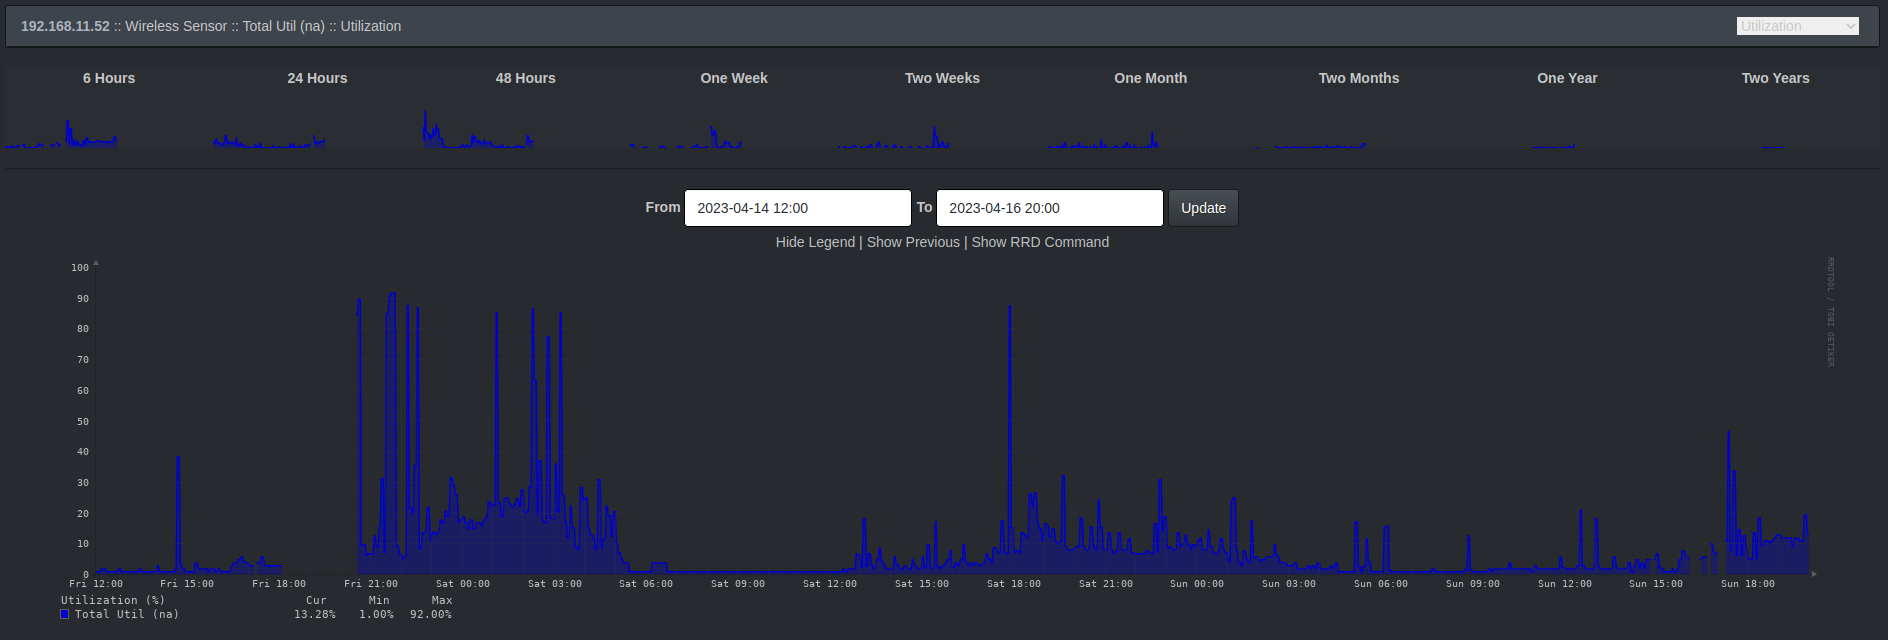 192.168.11.52 :: Wireless Sensor :: Total Util (na) :: Utilization
Utilization
6 Hours 24 Hours 48 Hours One Week Two Weeks One Month Two Months One Year Two Years
From 2023-04-14 12:00 To 2023-04-16 20:00 Update
Hide Legend | Show Previous | Show RRD Command
RRDTOOL / TOBI OETIKER
100
90
80
70
60
50
40
30
20
10
0
Fri 12:00 Fri 15:00 Fri 18:00 Fri 21:00 Sat 00:00 Sat 03:00 Sat 06:00 Sat 09:00 Sat 12:00 Sat 15:00 Sat 18:00 Sat 21:00 Sun 00:00 Sun 03:00 Sun 06:00 Sun 09:00 Sun 12:00 Sun 15:00 Sun 18:00
Utilization (%) Cur Min Max
Total Util (na) 13.28% 1.00% 92.00%